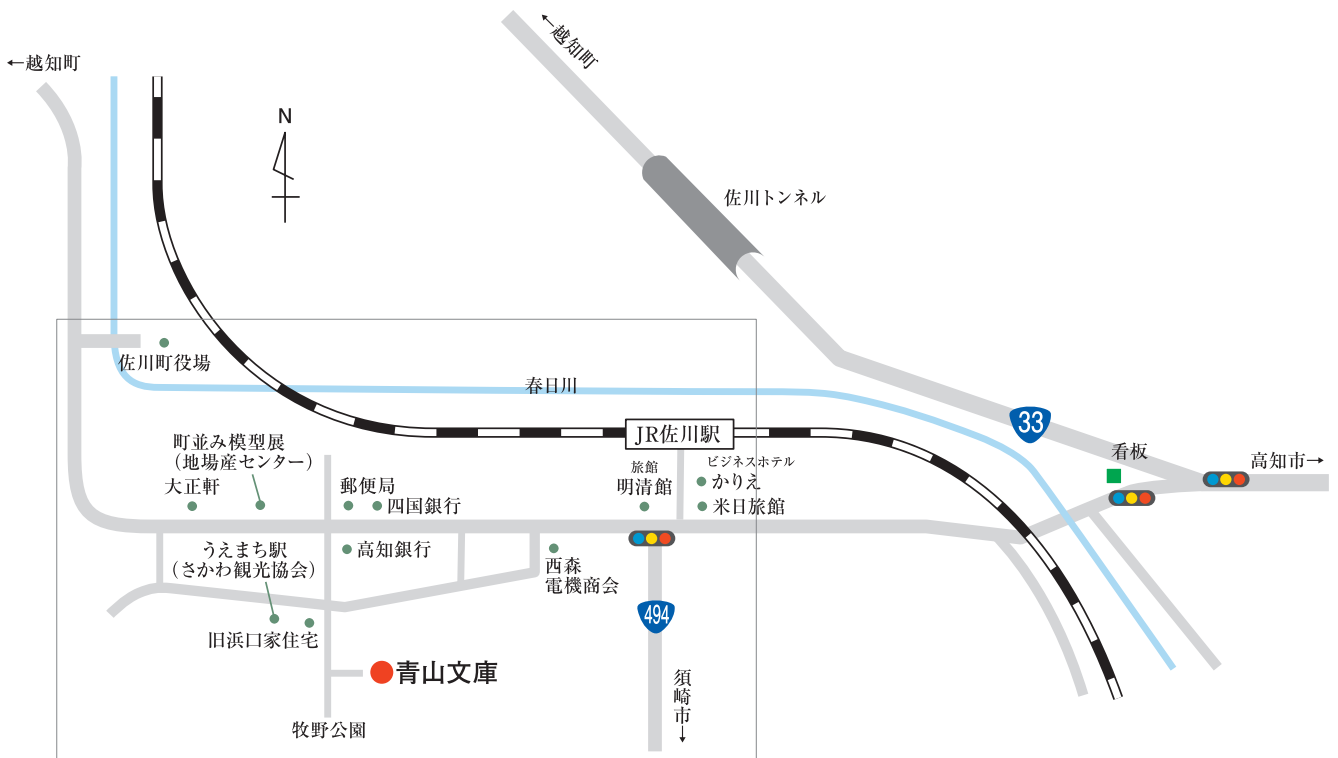 ←越知町
←越知町
N
佐川トンネル
佐川町役場
春日川
33
JR佐川駅
看板
高知市→
町並み模型展
（地場産センター）
大正軒
郵便局
四国銀行
旅館
明清館
ビジネスホテル
かりえ
米日旅館
うえまち駅
（さかわ観光協会）
高知銀行
西森
電機商会
494
旧浜口家住宅
青山文庫
須崎市→
牧野公園